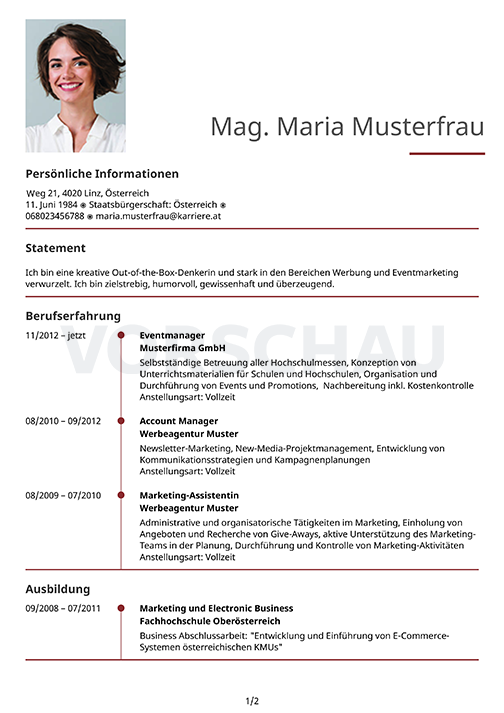 Mag. Maria Musterfrau
Persönliche Informationen
Weg 21, 4020 Linz, Österreich
11. Juni 1984 ◉ Staatsbürgerschaft: Österreich ◉
068023456788 ◉ maria.musterfrau@karriere.at
Statement
Ich bin eine kreative Out-of-the-Box-Denkerin und stark in den Bereichen Werbung und Eventmarketing
verwurzelt. Ich bin zielstrebig, humorvoll, gewissenhaft und überzeugend.
Berufserfahrung
VORSCHAU
11/2012 – jetzt
Eventmanager
Musterfirma GmbH
Selbstständige Betreuung aller Hochschulmessen, Konzeption von
Unterrichtsmaterialien für Schulen und Hochschulen, Organisation und
Durchführung von Events und Promotions, Nachbereitung inkl. Kostenkontrolle
Anstellungsart: Vollzeit
08/2010 – 09/2012
Account Manager
Werbeagentur Muster
Newsletter-Marketing, New-Media-Projektmanagement, Entwicklung von
Kommunikationsstrategien und Kampagnenplanungen
Anstellungsart: Vollzeit
08/2009 – 07/2010
Marketing-Assistentin
Werbeagentur Muster
Administrative und organisatorische Tätigkeiten im Marketing, Einholung von
Angeboten und Recherche von Give-Aways, aktive Unterstützung des Marketing-
Teams in der Planung, Durchführung und Kontrolle von Marketing-Aktivitäten
Anstellungsart: Vollzeit
Ausbildung
09/2008 – 07/2011
Marketing und Electronic Business
Fachhochschule Oberösterreich
Business Abschlussarbeit: "Entwicklung und Einführung von E-Commerce-
Systemen österreichischen KMUs"
1/2